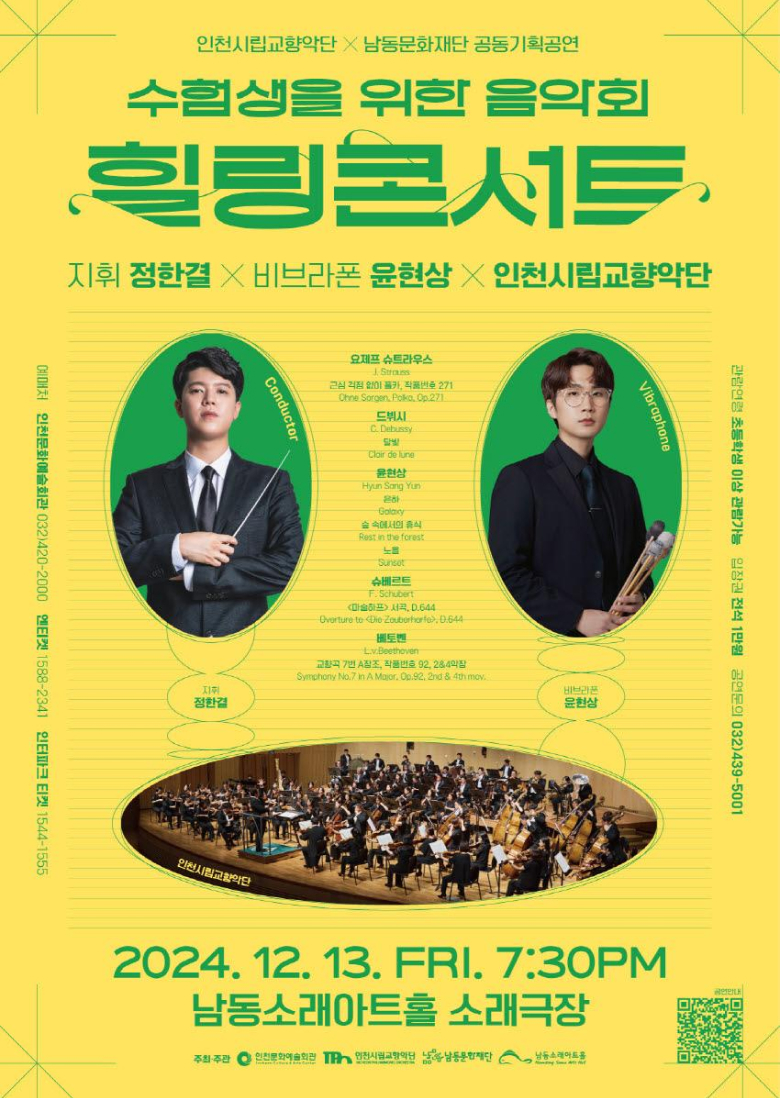 인천시립교향악단 × 남동문화재단 공동기획공연
수험생을 위한 음악회
힐링콘서트
지휘 정한결 × 비브라폰 윤현상 × 인천시립교향악단
예매처 인천문화예술회관 032)420-2000 엔티켓 1588-2341 인터파크 티켓 1544-1555
Conductor
요제프 슈트라우스
J. Strauss
근심 걱정 없이 폴카, 작품번호 271
Ohne Sorgen, Polka, Op.271
드뷔시
C. Debussy
달빛
Clair de lune
윤현상
Hyun Sang Yun
은하
Galaxy
숲 속에서의 휴식
Rest in the forest
노을
Sunset
슈베르트
F. Schubert
<마술하프> 서곡, D.644
Overture to <Die Zauberharfe>, D.644
베토벤
L.v.Beethoven
교향곡 7번 A장조, 작품번호 92, 2&4악장
Symphony No.7 in A Major, Op.92, 2nd & 4th mov.
Vibraphone
관람연령 초등학생 이상 관람가능 입장권 전석 1만원 공연문의 032)439-5001
지휘
정한결
비브라폰
윤현상
인천시립교향악단
2024. 12. 13. FRI. 7:30PM
남동소래아트홀 소래극장
공연안내
주최·주관 인천문화예술회관 인천시립교향악단 남동문화재단 남동소래아트홀